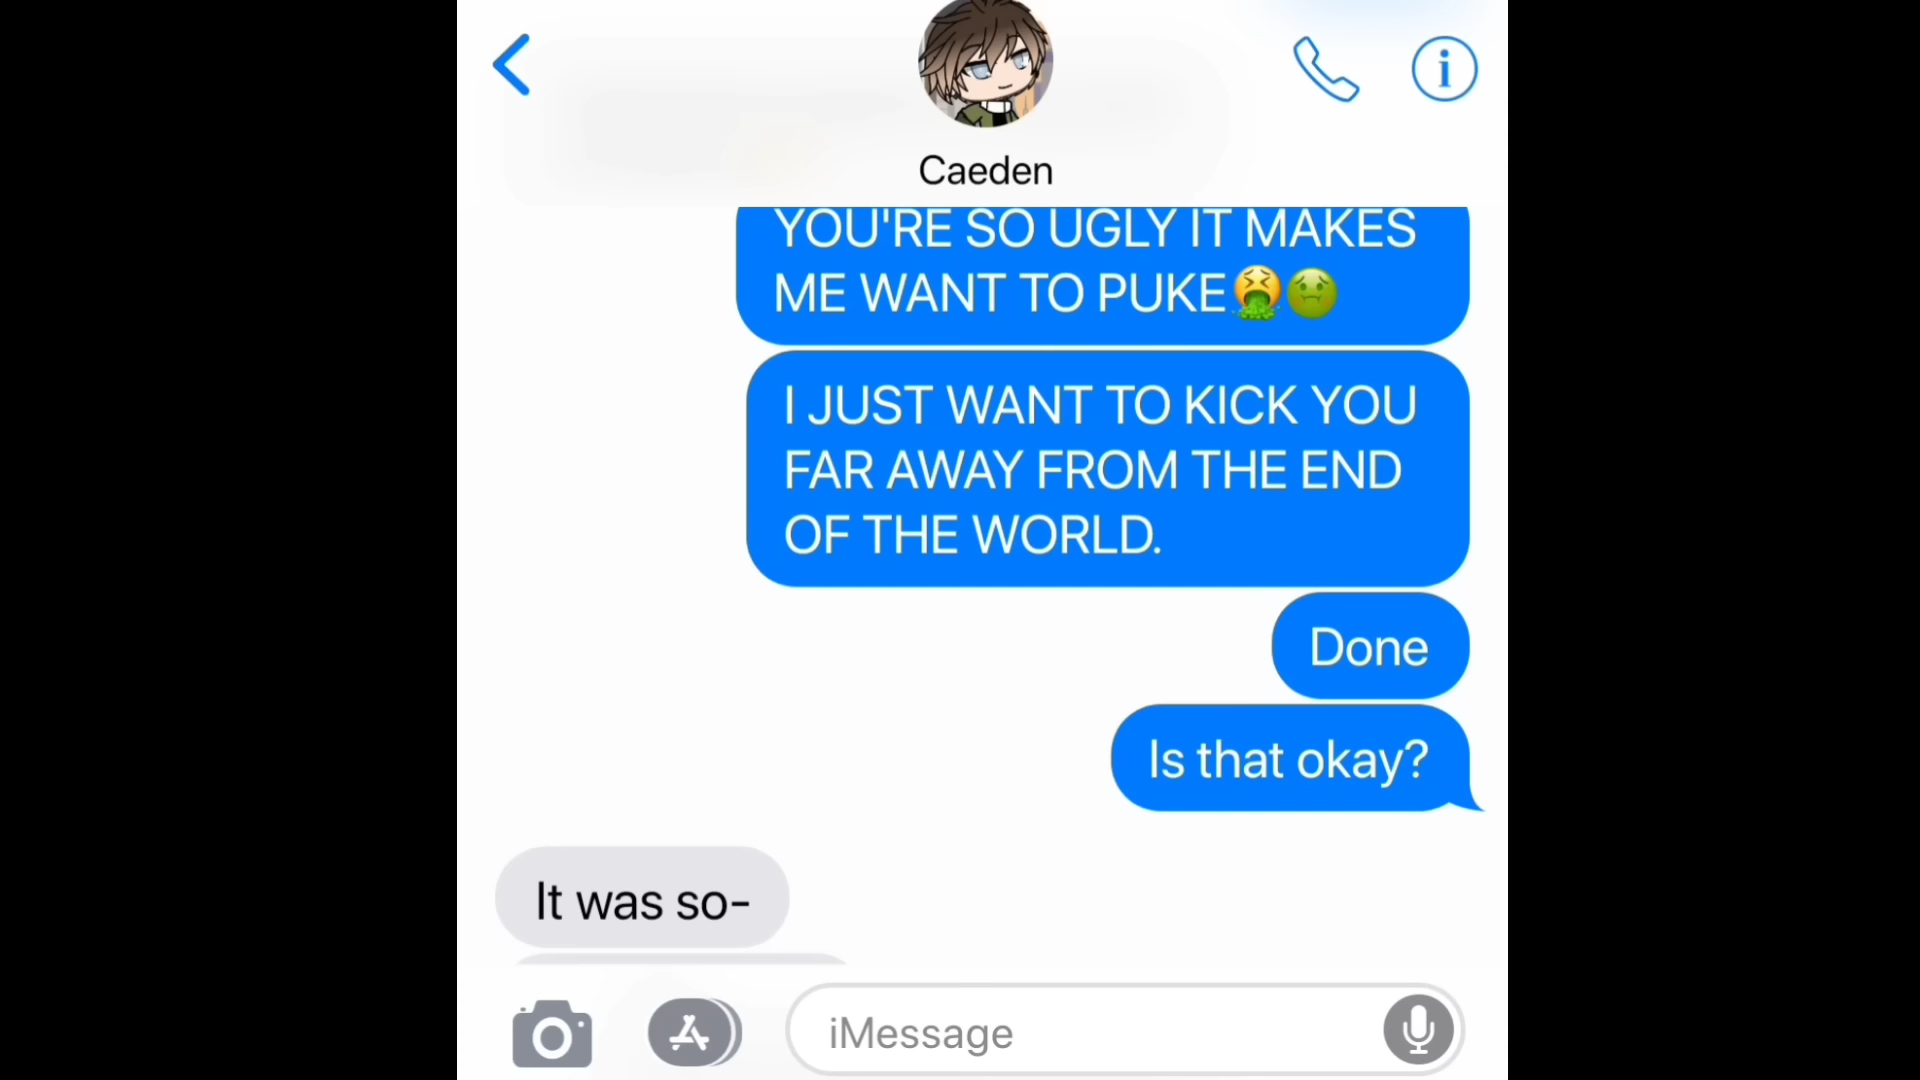 Caeden
YOU'RE SO UGLY IT MAKES
ME WANT TO PUKE🤮🤢
I JUST WANT TO KICK YOU
FAR AWAY FROM THE END
OF THE WORLD.
Done
Is that okay?
It was so-
iMessage